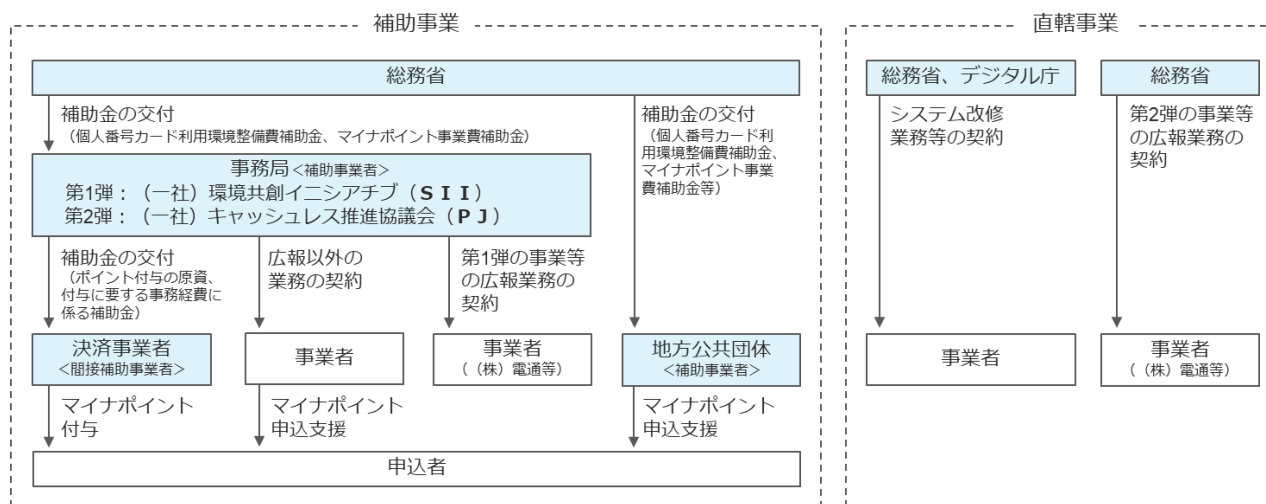 補助事業
総務省
補助金の交付
（個人番号カード利用環境整備費補助金、マイナポイント事業費補助金）
事務局<補助事業者>
第1弾：（一社）環境共創イニシアチブ（ＳＩＩ）
第2弾：（一社）キャッシュレス推進協議会（ＰＪ）
補助金の交付
（ポイント付与の原資、
付与に要する事務経費に
係る補助金）
広報以外の
業務の契約
第1弾の事業等
の広報業務の
契約
補助金の交付
（個人番号カード利
用環境整備費補助金、
マイナポイント事業
費補助金等）
決済事業者
<間接補助事業者>
事業者
事業者
（（株）電通等）
地方公共団体
<補助事業者>
マイナポイント
付与
マイナポイント
申込支援
マイナポイント
申込支援
申込者
直轄事業
総務省、デジタル庁
システム改修
業務等の契約
事業者
総務省
第2弾の事業等
の広報業務の
契約
事業者
（（株）電通等）